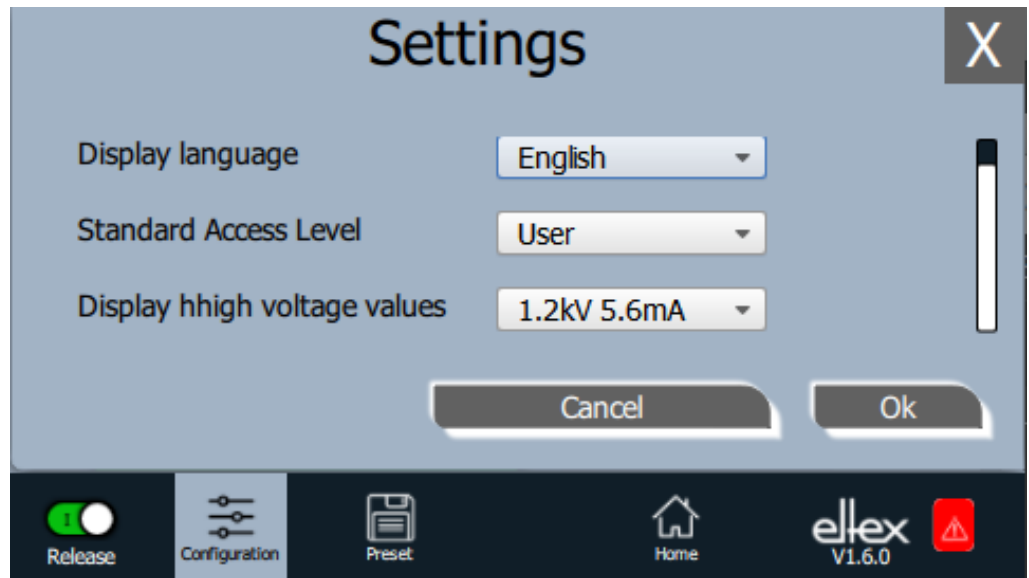 Settings
X
Display language
English
Standard Access Level
User
Display hhigh voltage values
1.2kV 5.6mA
Cancel
Ok
I
Release
Configuration
Preset
Home
eltex
V1.6.0